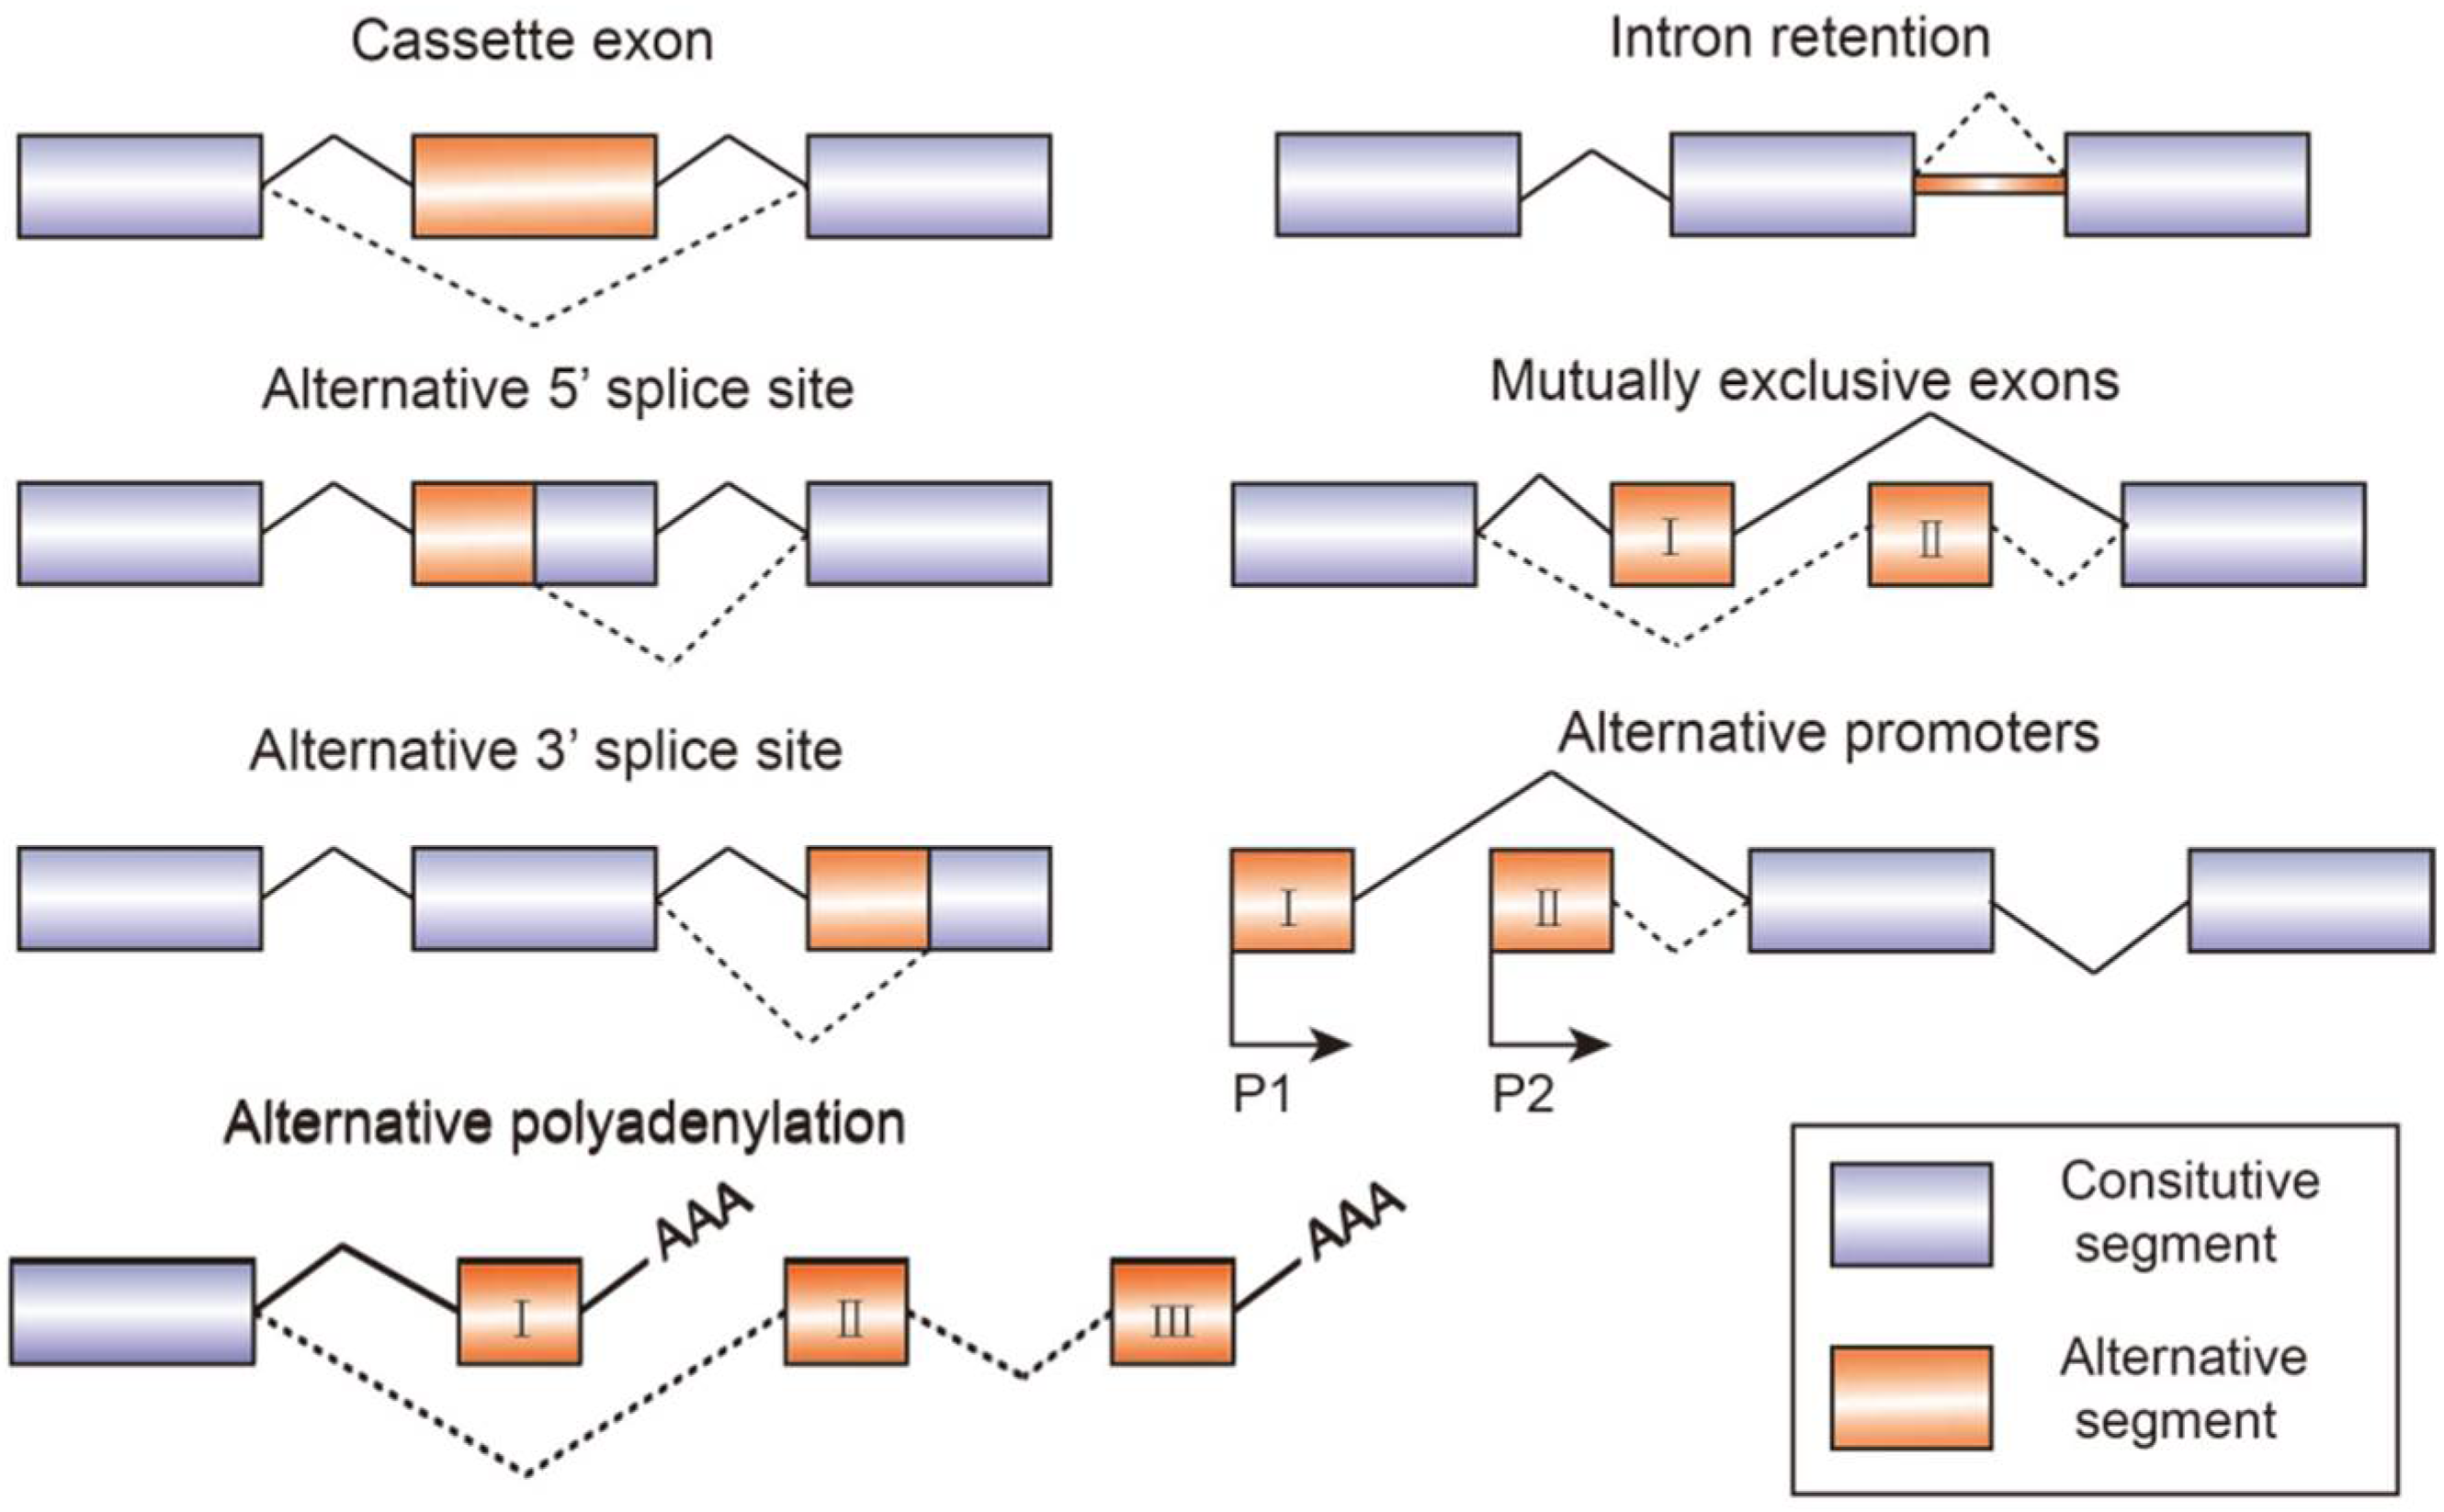 Cassette exon
Intron retention
Alternative 5’ splice site
Mutually exclusive exons
I
II
Alternative 3’ splice site
Alternative promoters
I
II
P1
P2
Alternative polyadenylation
AAA
AAA
I
II
III
Consitutive
segment
Alternative
segment